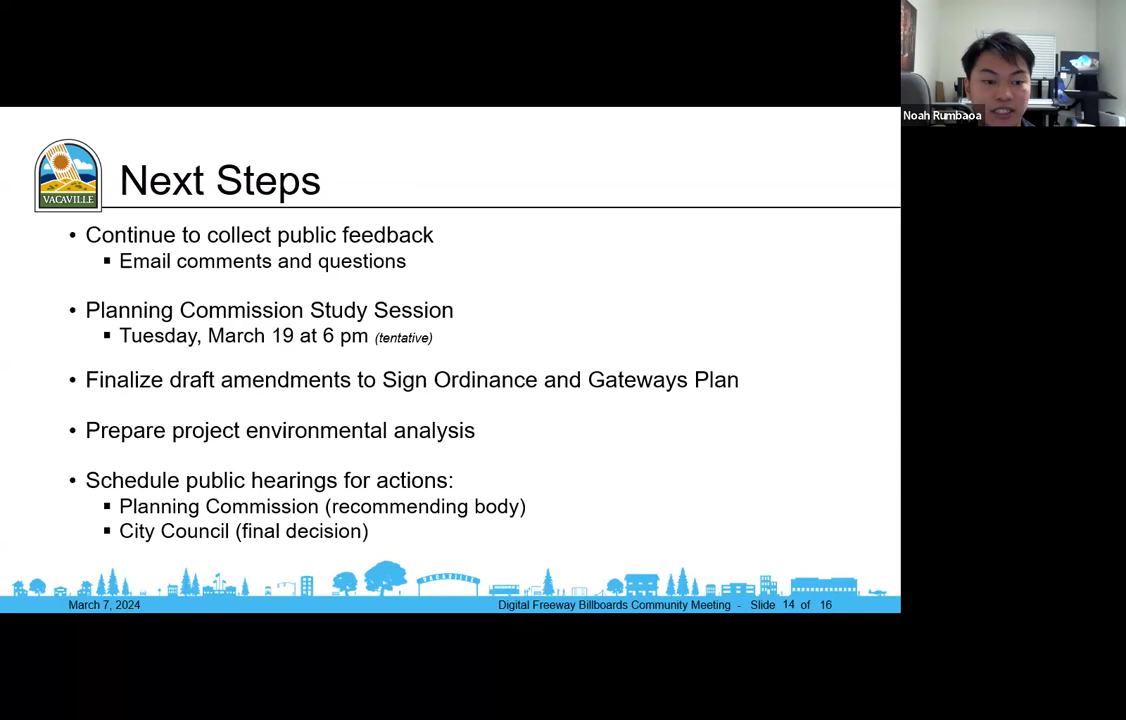 Noah Rumbaoa
VACAVILLE
Next Steps
• Continue to collect public feedback
▪ Email comments and questions
• Planning Commission Study Session
▪ Tuesday, March 19 at 6 pm (tentative)
• Finalize draft amendments to Sign Ordinance and Gateways Plan
• Prepare project environmental analysis
• Schedule public hearings for actions:
▪ Planning Commission (recommending body)
▪ City Council (final decision)
VACAVILLE
March 7, 2024
Digital Freeway Billboards Community Meeting - Slide 14 of 16